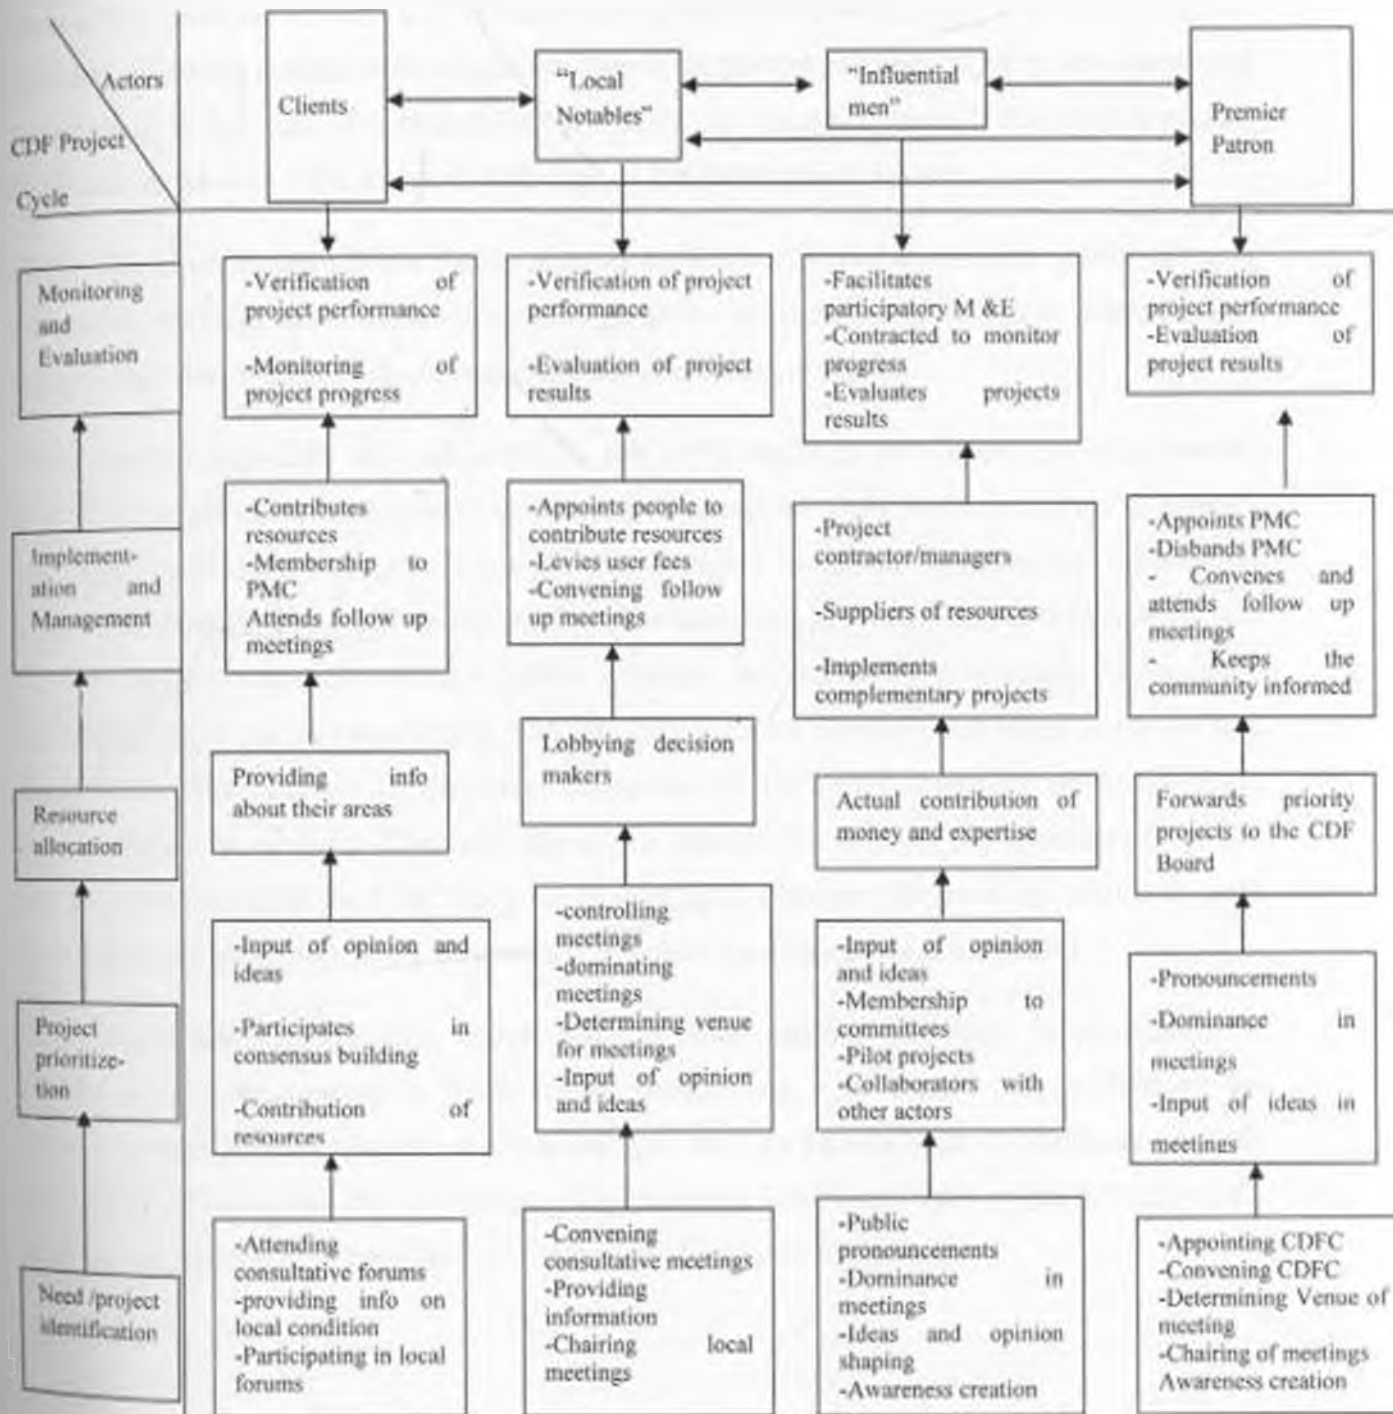 Actors
CDF Project
Cycle
Clients
“Local
Notables”
“Influential
men”
Premier
Patron
Monitoring
and
Evaluation
-Verification of
project performance
-Monitoring of
project progress
-Verification of project
performance
-Evaluation of project
results
-Facilitates
participatory M &E
-Contracted to monitor
progress
-Evaluates projects
results
-Verification of
project performance
-Evaluation of
project results
Implement-
ation and
Management
-Contributes
resources
-Membership to
PMC
Attends follow up
meetings
-Appoints people to
contribute resources
-Levies user fees
-Convening follow
up meetings
-Project
contractor/managers
-Suppliers of resources
-Implements
complementary projects
-Appoints PMC
-Disbands PMC
- Convenes and
attends follow up
meetings
- Keeps the
community informed
Resource
allocation
Providing info
about their areas
Lobbying decision
makers
Actual contribution of
money and expertise
Forwards priority
projects to the CDF
Board
Project
prioritize-
tion
-Input of opinion and
ideas
-Participates in
consensus building
-Contribution of
resources
-controlling
meetings
-dominating
meetings
-Determining venue
for meetings
-Input of opinion
and ideas
-Input of opinion
and ideas
-Membership to
committees
-Pilot projects
-Collaborators with
other actors
-Pronouncements
-Dominance in
meetings
-Input of ideas in
meetings
Need /project
identification
-Attending
consultative forums
-providing info on
local condition
-Participating in local
forums
-Convening
consultative meetings
-Providing
information
-Chairing local
meetings
-Public
pronouncements
-Dominance in
meetings
-Ideas and opinion
shaping
-Awareness creation
-Appointing CDFC
-Convening CDFC
-Determining Venue of
meeting
-Chairing of meetings
Awareness creation